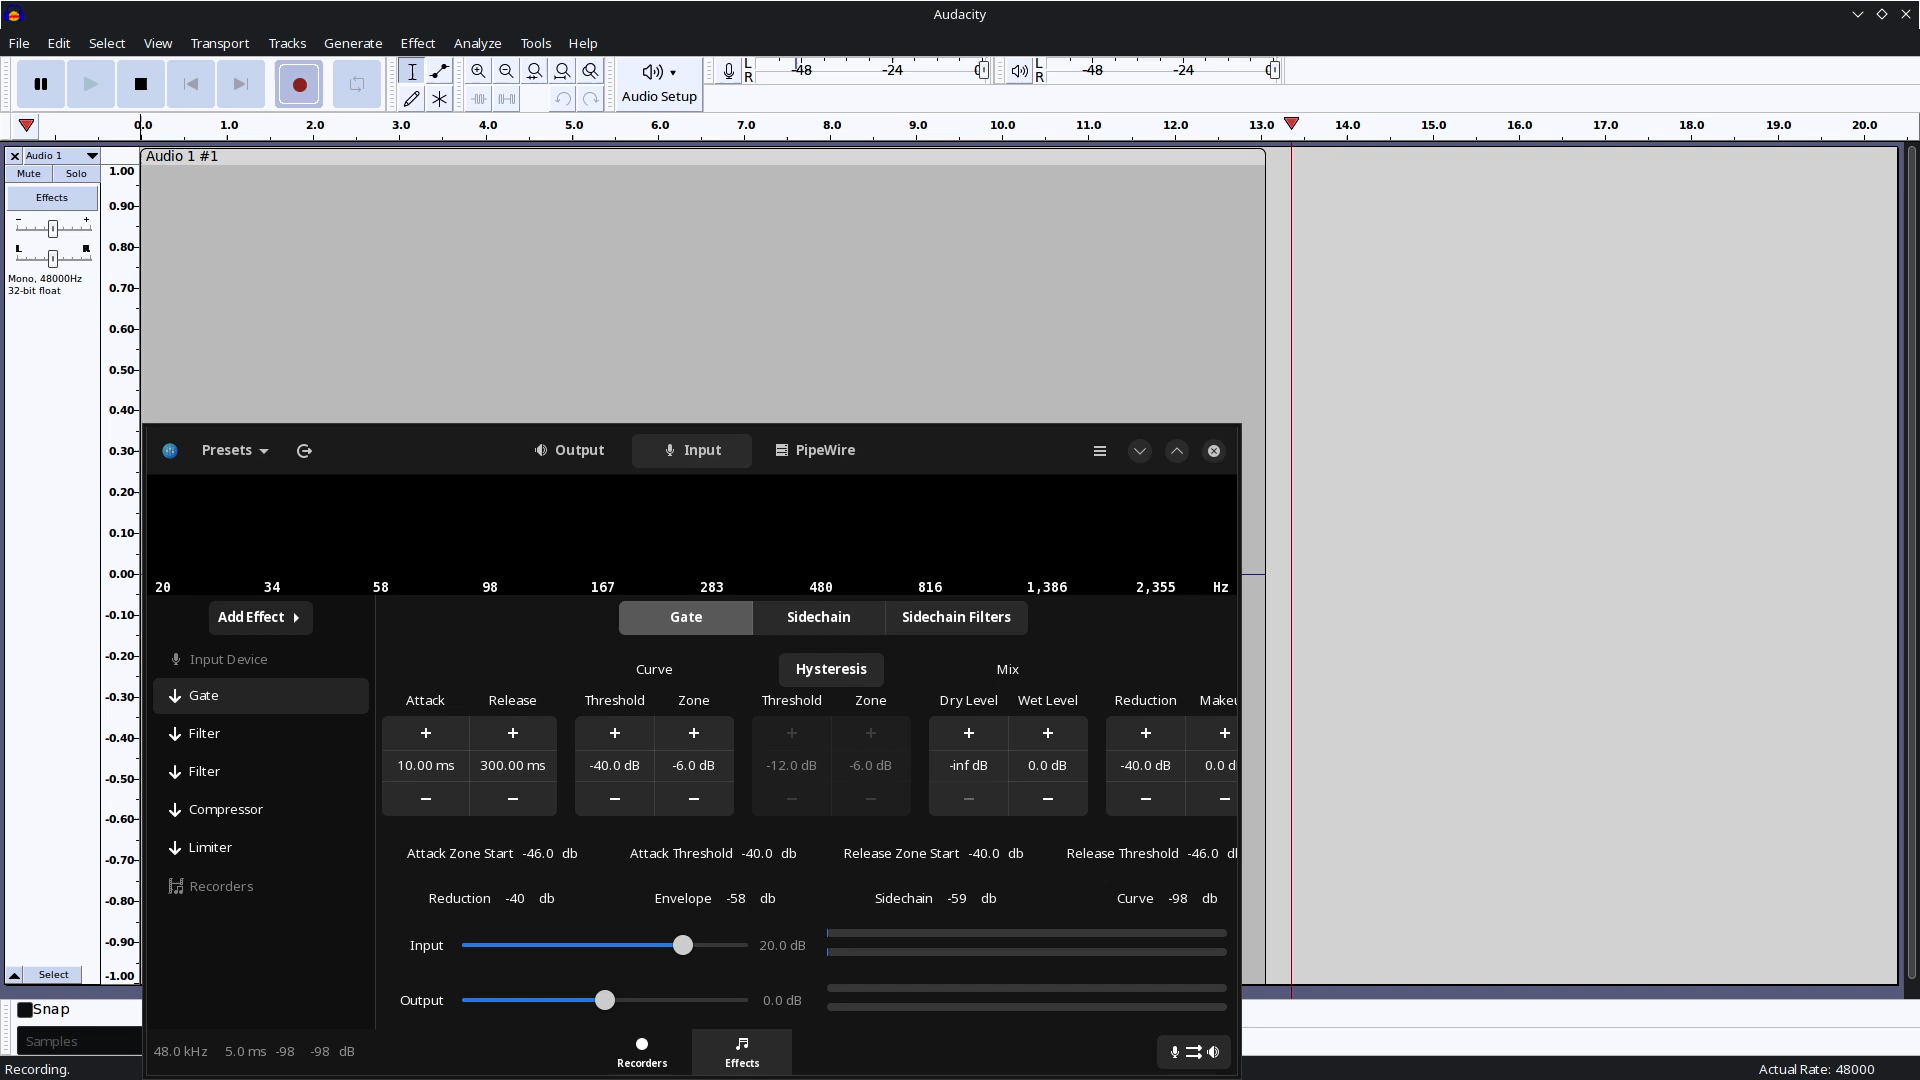 Audacity
File Edit Select View Transport Tracks Generate Effect Analyze Tools Help
L -48 -24 0 L -48 -24 0
R R
Audio Setup
0.0 1.0 2.0 3.0 4.0 5.0 6.0 7.0 8.0 9.0 10.0 11.0 12.0 13.0 14.0 15.0 16.0 17.0 18.0 19.0 20.0
Audio 1 Audio 1 #1
Mute Solo
Effects
- +
L R
Mono, 48000Hz
32-bit float
1.00
0.90
0.80
0.70
0.60
0.50
0.40
0.30
0.20
0.10
0.00
-0.10
-0.20
-0.30
-0.40
-0.50
-0.60
-0.70
-0.80
-0.90
-1.00
Select
Presets Output Input PipeWire
20 34 58 98 167 283 480 816 1,386 2,355 Hz
Add Effect Gate Sidechain Sidechain Filters
Input Device
Gate
Filter
Filter
Compressor
Limiter
Recorders
Curve Hysteresis Mix
Attack Release Threshold Zone Threshold Zone Dry Level Wet Level Reduction Makeu
+ + + + + + + + + +
10.00 ms 300.00 ms -40.0 dB -6.0 dB -12.0 dB -6.0 dB -inf dB 0.0 dB -40.0 dB 0.0 d
− − − − − − − − − −
Attack Zone Start -46.0 db Attack Threshold -40.0 db Release Zone Start -40.0 db Release Threshold -46.0 db
Reduction -40 db Envelope -58 db Sidechain -59 db Curve -98 db
Input 20.0 dB
Output 0.0 dB
48.0 kHz 5.0 ms -98 -98 dB
Recorders Effects
Snap
Samples
Recording. Actual Rate: 48000